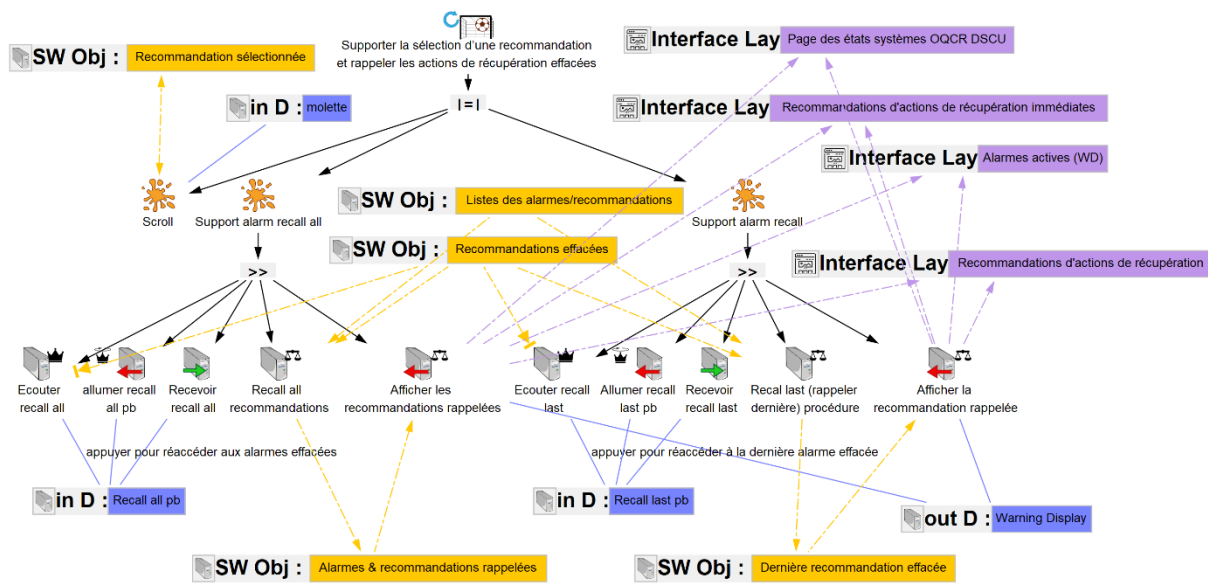 Supporter la sélection d'une recommandation
et rappeler les actions de récupération effacées
|=|
SW Obj : Recommandation sélectionnée
in D : molette
Interface Lay Page des états systèmes OQCR DSCU
Interface Lay Recommandations d'actions de récupération immédiates
Interface Lay Alarmes actives (WD)
Scroll
Support alarm recall all
SW Obj : Listes des alarmes/recommandations
Support alarm recall
SW Obj : Recommandations effacées
Interface Lay Recommandations d'actions de récupération
>>
>>
Ecouter
recall all
allumer recall
all pb
Recevoir
recall all
Recall all
recommandations
Afficher les
recommandations rappelées
Ecouter recall
last
Allumer recall
last pb
Recevoir
recall last
Recal last (rappeler
dernière) procédure
Afficher la
recommandation rappelée
appuyer pour réaccéder aux alarmes effacées
appuyer pour réaccéder à la dernière alarme effacée
in D : Recall all pb
in D : Recall last pb
out D : Warning Display
SW Obj : Alarmes & recommandations rappelées
SW Obj : Dernière recommandation effacée